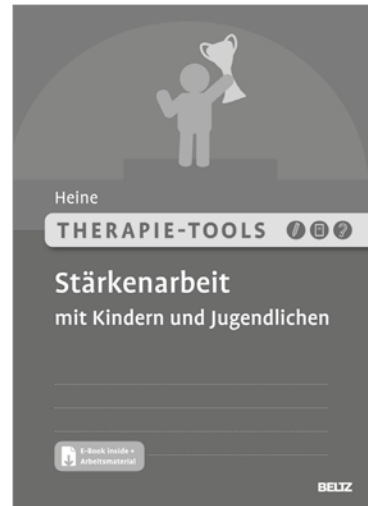 Heine
THERAPIE-TOOLS
Stärkenarbeit
mit Kindern und Jugendlichen
E-Book inside +
Arbeitsmaterial
BELTZ